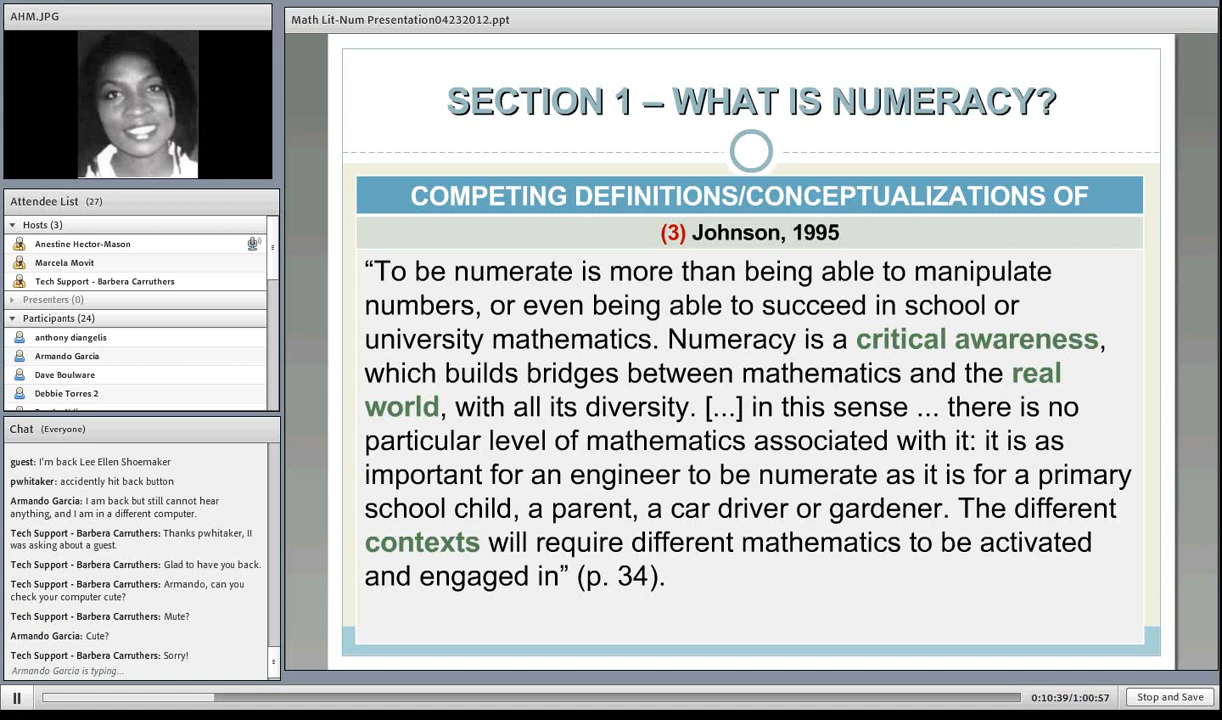 AHM.JPG
Attendee List (27)
Hosts (3)
Anestine Hector-Mason
Marcela Movit
Tech Support - Barbera Carruthers
Presenters (0)
Participants (24)
anthony diangelis
Armando Garcia
Dave Boulware
Debbie Torres 2
Chat (Everyone)
guest: I'm back Lee Ellen Shoemaker
pwhitaker: accidently hit back button
Armando Garcia: I am back but still cannot hear
anything, and I am in a different computer.
Tech Support - Barbera Carruthers: Thanks pwhitaker, II
was asking about a guest.
Tech Support - Barbera Carruthers: Glad to have you back.
Tech Support - Barbera Carruthers: Armando, can you
check your computer cute?
Tech Support - Barbera Carruthers: Mute?
Armando Garcia: Cute?
Tech Support - Barbera Carruthers: Sorry!
Armando Garcia is typing...
Math Lit-Num Presentation04232012.ppt
SECTION 1 – WHAT IS NUMERACY?
COMPETING DEFINITIONS/CONCEPTUALIZATIONS OF
(3) Johnson, 1995
“To be numerate is more than being able to manipulate
numbers, or even being able to succeed in school or
university mathematics. Numeracy is a critical awareness,
which builds bridges between mathematics and the real
world, with all its diversity. [...] in this sense ... there is no
particular level of mathematics associated with it: it is as
important for an engineer to be numerate as it is for a primary
school child, a parent, a car driver or gardener. The different
contexts will require different mathematics to be activated
and engaged in” (p. 34).
0:10:39/1:00:57
Stop and Save